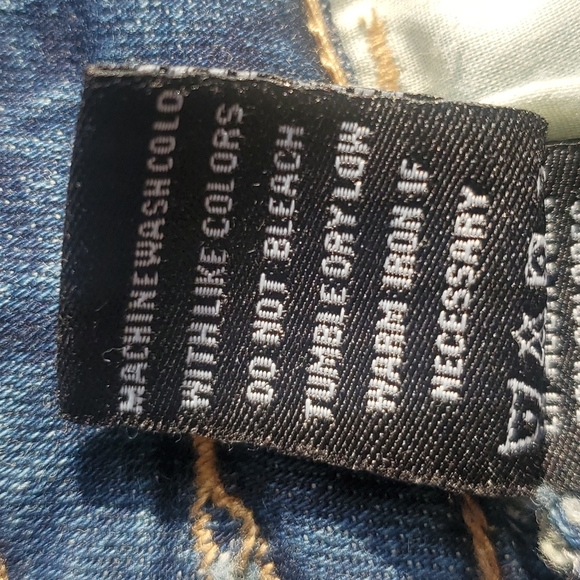 MACHINE WASH COLD
WITH LIKE COLORS
DO NOT BLEACH
TUMBLE DRY LOW
WARM IRON IF
NECESSARY